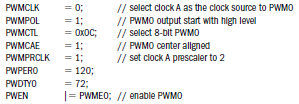 PWMCLK = 0; // select clock A as the clock source to PWM0
PWMPOL = 1; // PWM0 output start with high level
PWMCTL = 0x0C; // select 8-bit PWM0
PWMCAE = 1; // PWM0 center aligned
PWMPRCLK = 1; // set clock A prescaler to 2
PWPER0 = 120;
PWDTY0 = 72;
PWEN |= PWME0; // enable PWM0